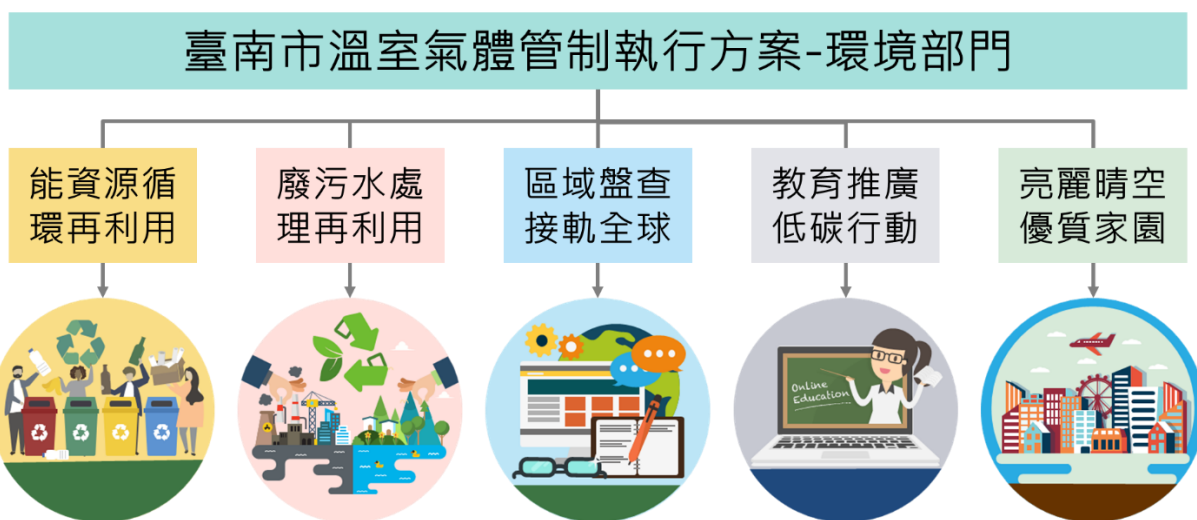 臺南市溫室氣體管制執行方案-環境部門
能資源循
環再利用
廢污水處
理再利用
區域盤查
接軌全球
教育推廣
低碳行動
亮麗晴空
優質家園
Online
Education